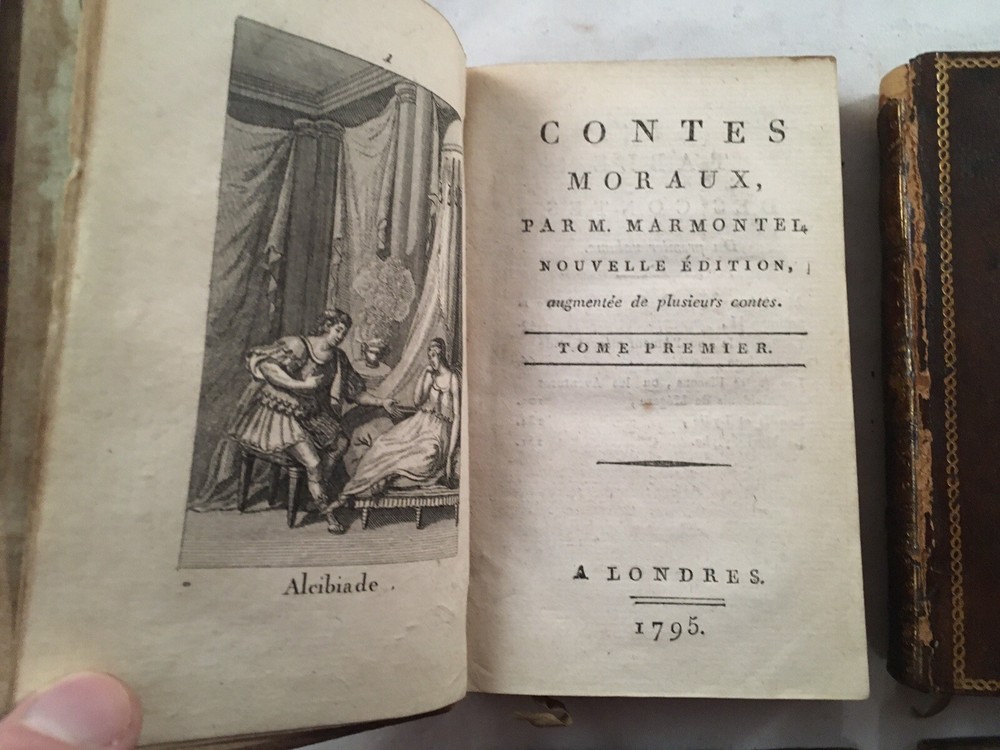 1
Alcibiade.
CONTES
MORAUX,
PAR M. MARMONTEL,
NOUVELLE ÉDITION,
augmentée de plusieurs contes.
TOME PREMIER.
A LONDRES.
1795.